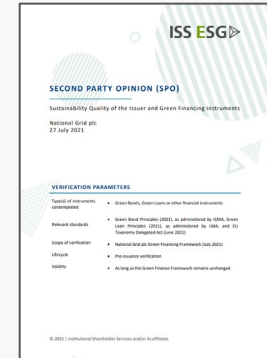 ISS ESG
SECOND PARTY OPINION (SPO)
Sustainability Quality of the Issuer and Green Financing Instruments
National Grid plc
27 July 2021
VERIFICATION PARAMETERS
Type(s) of instruments • Green Bonds, Green Loans or other financial instruments
contemplated
• Green Bond Principles (2021), as administered by ICMA, Green
Relevant standards Loan Principles (2021), as administered by LMA, and EU
Taxonomy Delegated Act (June 2021)
Scope of verification • National Grid plc Green Financing Framework (July 2021)
Lifecycle • Pre-issuance verification
Validity • As long as the Green Finance Framework remains unchanged
© 2021 | Institutional Shareholder Services and/or its affiliates